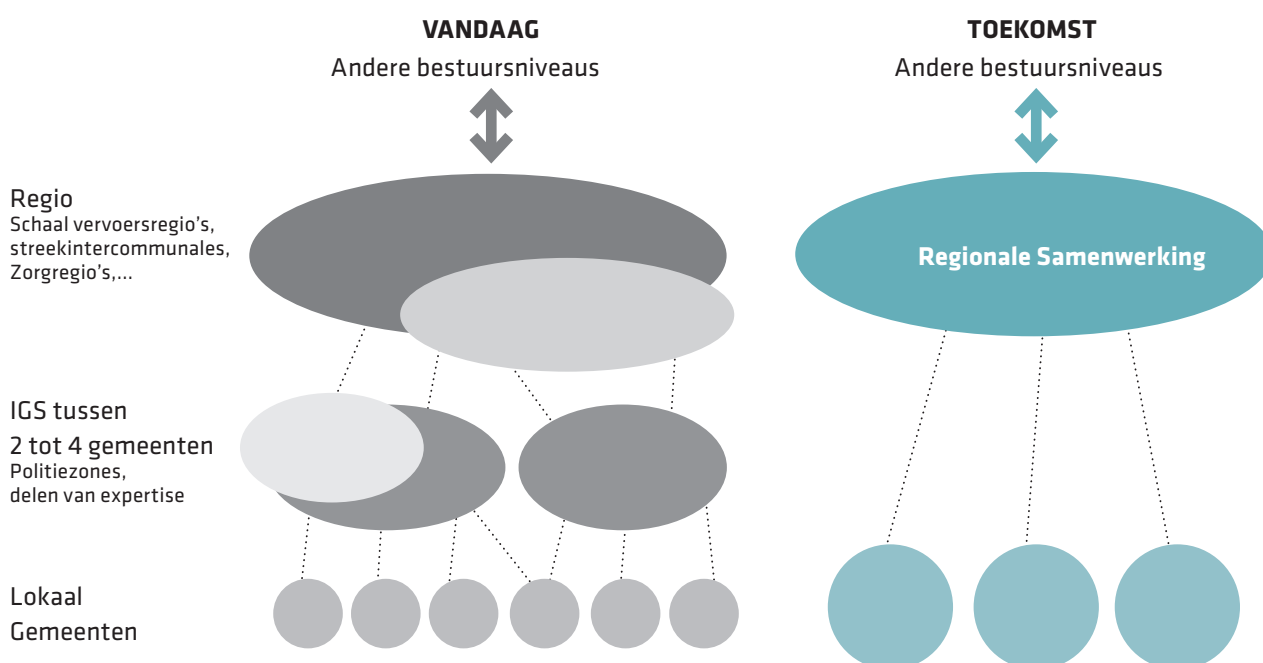 VANDAAG
Andere bestuursniveaus
TOEKOMST
Andere bestuursniveaus
Regio
Schaal vervoersregio's,
streekintercommunales,
Zorgregio's,...
Regionale Samenwerking
IGS tussen
2 tot 4 gemeenten
Politiezones,
delen van expertise
Lokaal
Gemeenten